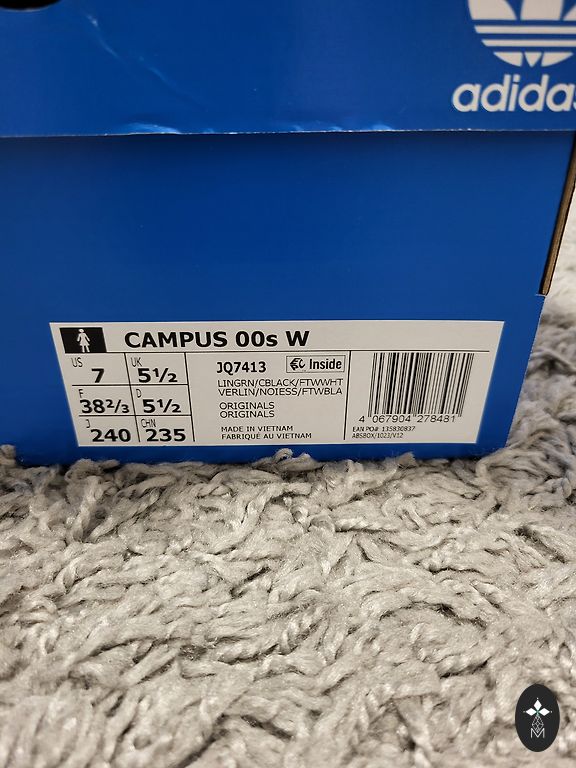 adidas
CAMPUS 00s W
US 7 UK 5½
F 38⅔ D 5½
J 240 CHN 235
JQ7413 Inside
LINGRN/CBLACK/FTWWHT
VERLIN/NOIESS/FTWBLA
ORIGINALS
ORIGINALS
MADE IN VIETNAM
FABRIQUÉ AU VIETNAM
4 067904 278481
EAN PO# 135830837
ABSBOX/1023/V12
M